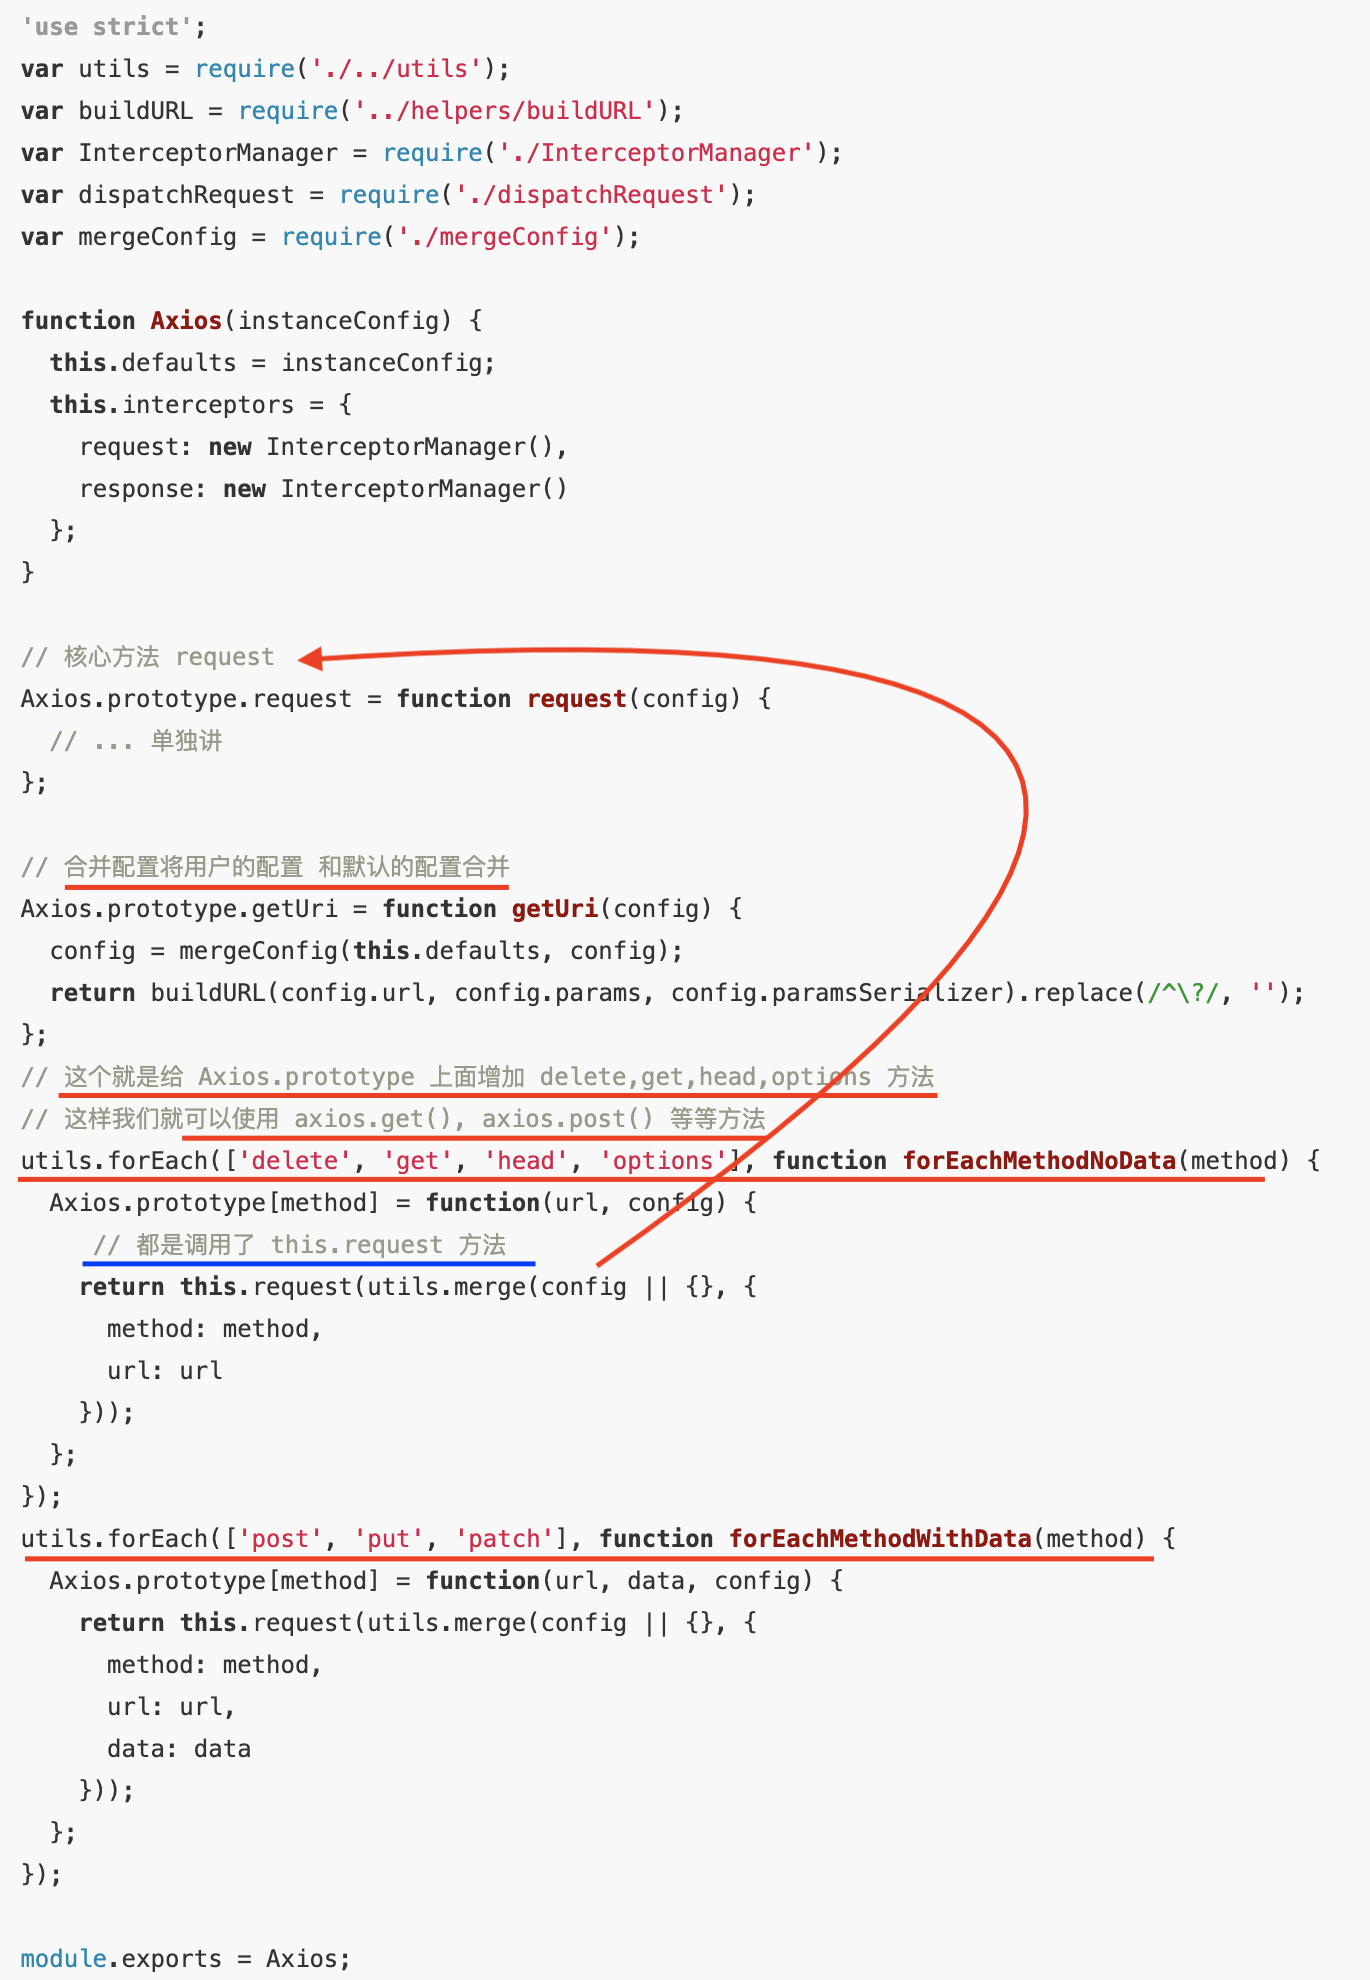 'use strict';
var utils = require('./../utils');
var buildURL = require('../helpers/buildURL');
var InterceptorManager = require('./InterceptorManager');
var dispatchRequest = require('./dispatchRequest');
var mergeConfig = require('./mergeConfig');
function Axios(instanceConfig) {
this.defaults = instanceConfig;
this.interceptors = {
request: new InterceptorManager(),
response: new InterceptorManager()
};
}
// 核心方法 request
Axios.prototype.request = function request(config) {
// ... 单独讲
};
// 合并配置将用户的配置 和默认的配置合并
Axios.prototype.getUri = function getUri(config) {
config = mergeConfig(this.defaults, config);
return buildURL(config.url, config.params, config.paramsSerializer).replace(/^\?/, '');
};
// 这个就是给 Axios.prototype 上面增加 delete,get,head,options 方法
// 这样我们就可以使用 axios.get(), axios.post() 等等方法
utils.forEach(['delete', 'get', 'head', 'options'], function forEachMethodNoData(method) {
Axios.prototype[method] = function(url, config) {
// 都是调用了 this.request 方法
return this.request(utils.merge(config || {}, {
method: method,
url: url
}));
};
});
utils.forEach(['post', 'put', 'patch'], function forEachMethodWithData(method) {
Axios.prototype[method] = function(url, data, config) {
return this.request(utils.merge(config || {}, {
method: method,
url: url,
data: data
}));
};
});
module.exports = Axios;